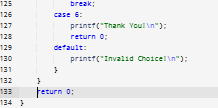 125 break;
126 case 6:
127 printf("Thank You!\n");
128 return 0;
129 default:
130 printf("Invalid Choice!\n");
131 }
132 }
133 return 0;
134 }